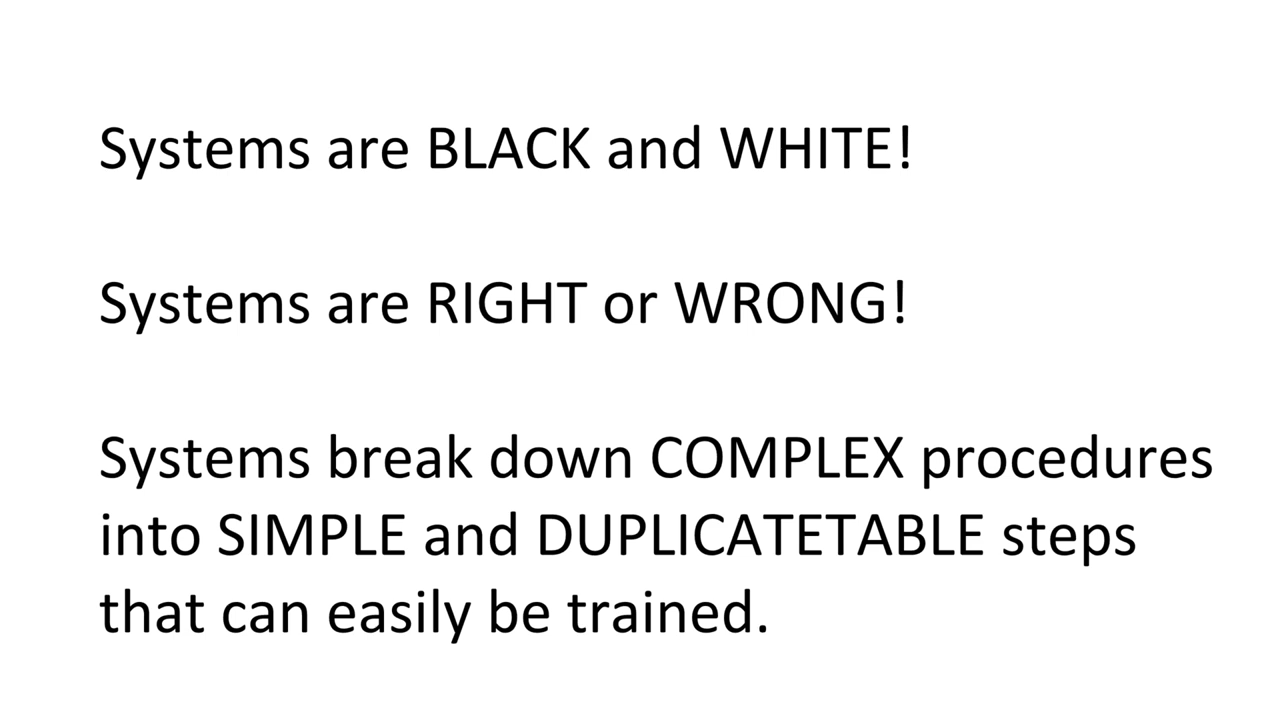 Systems are BLACK and WHITE!
Systems are RIGHT or WRONG!
Systems break down COMPLEX procedures
into SIMPLE and DUPLICATETABLE steps
that can easily be trained.